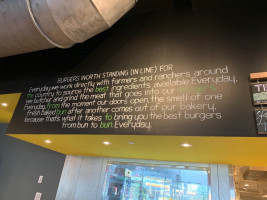 BURGERS WORTH STANDING (IN LINE) FOR
Everyday we work directly with farmers and ranchers around
the country to source the best ingredients available. Everyday,
we butcher and grind the meat that goes into our
Everyday, from the moment our doors open, the smell of one
fresh baked bun after another comes out of our bakery,
because that's what it takes to bring you the best burgers
from bun to bun. Everyday.